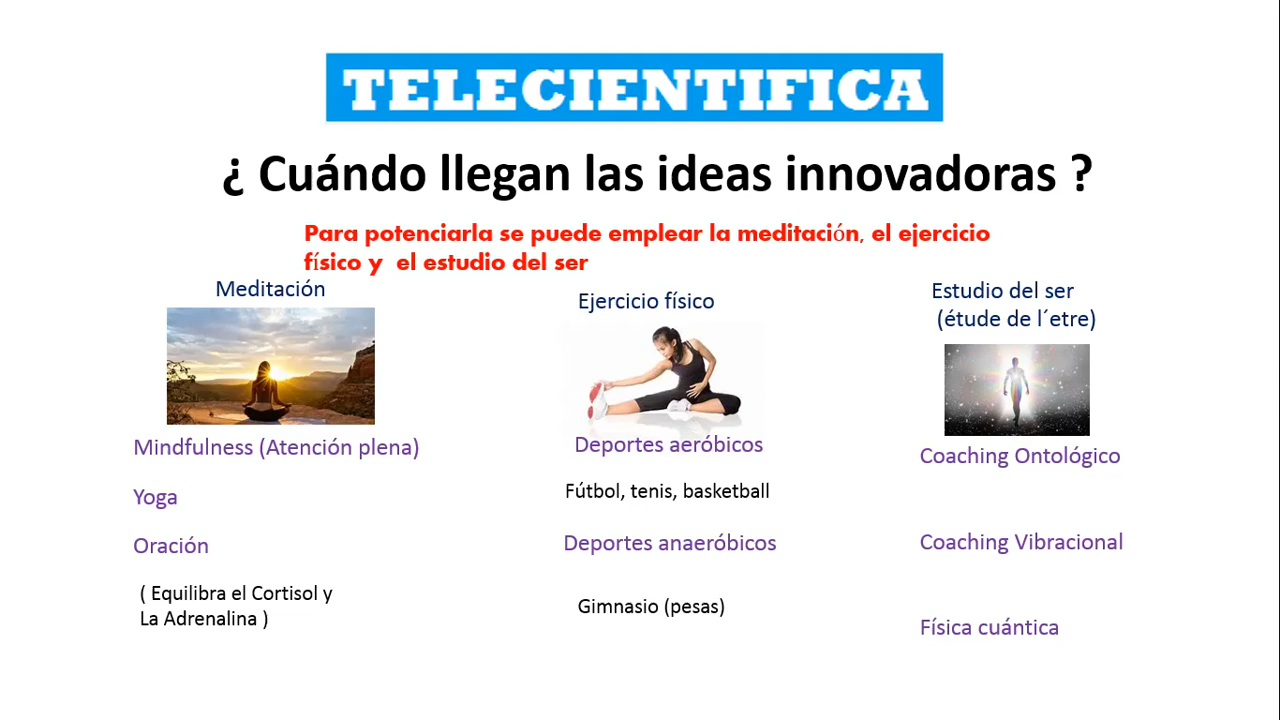 TELECIENTIFICA
¿ Cuándo llegan las ideas innovadoras ?
Para potenciarla se puede emplear la meditación, el ejercicio
físico y el estudio del ser
Meditación
Mindfulness (Atención plena)
Yoga
Oración
( Equilibra el Cortisol y
La Adrenalina )
Ejercicio físico
Deportes aeróbicos
Fútbol, tenis, basketball
Deportes anaeróbicos
Gimnasio (pesas)
Estudio del ser
(étude de l´etre)
Coaching Ontológico
Coaching Vibracional
Física cuántica